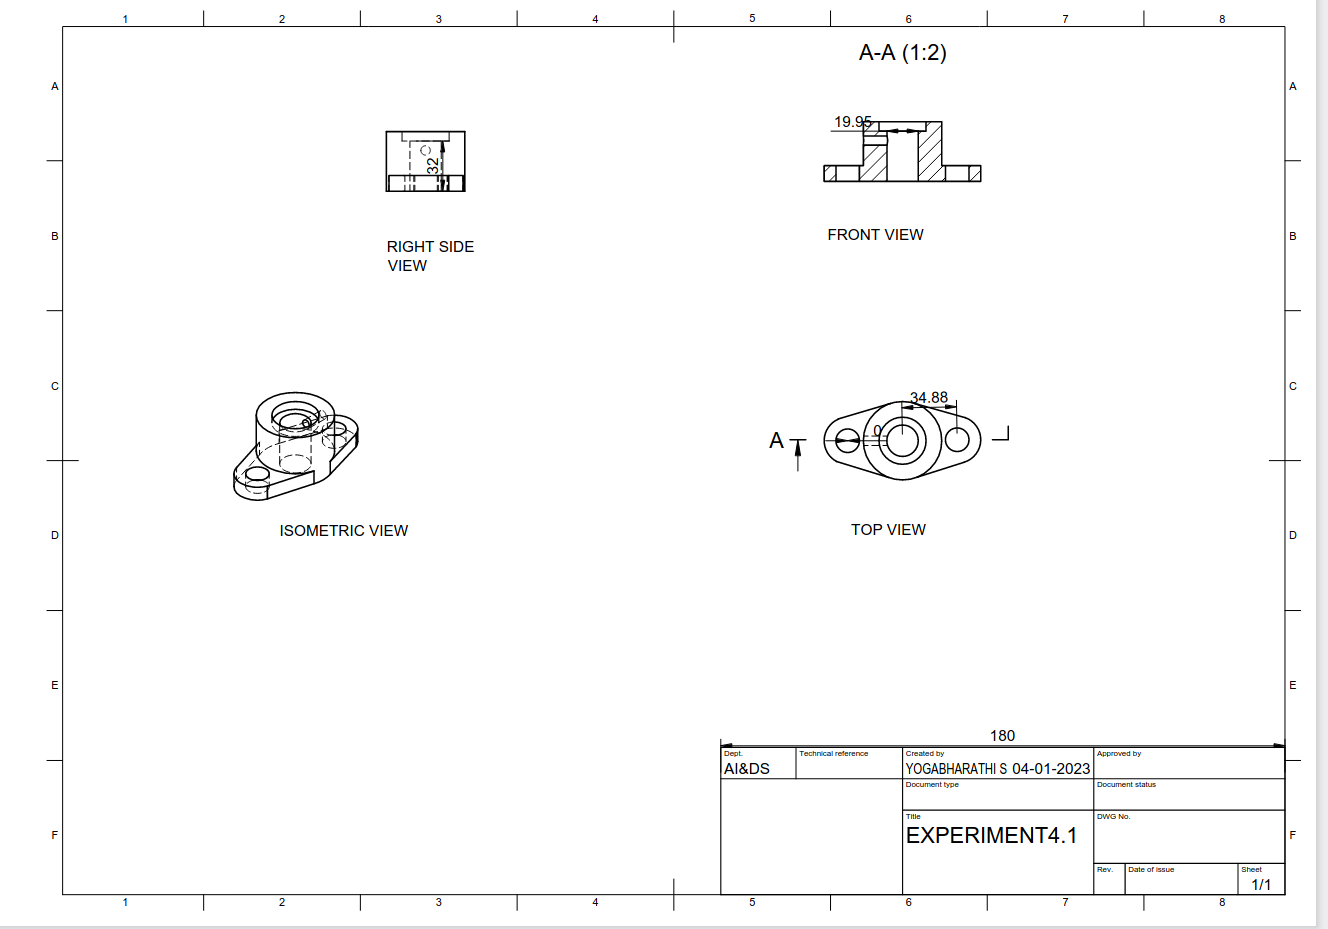 1 2 3 4 5 6 7 8
A-A (1:2)
A A
19.95
32
B B
RIGHT SIDE
VIEW
FRONT VIEW
C C
34.88
A
0
ISOMETRIC VIEW
TOP VIEW
D D
E E
180
Dept.
AI&DS
Technical reference
Created by
YOGABHARATHI S 04-01-2023
Approved by
Document type
Document status
Title
EXPERIMENT4.1
DWG No.
F F
Rev.
Date of issue
Sheet
1/1
1 2 3 4 5 6 7 8